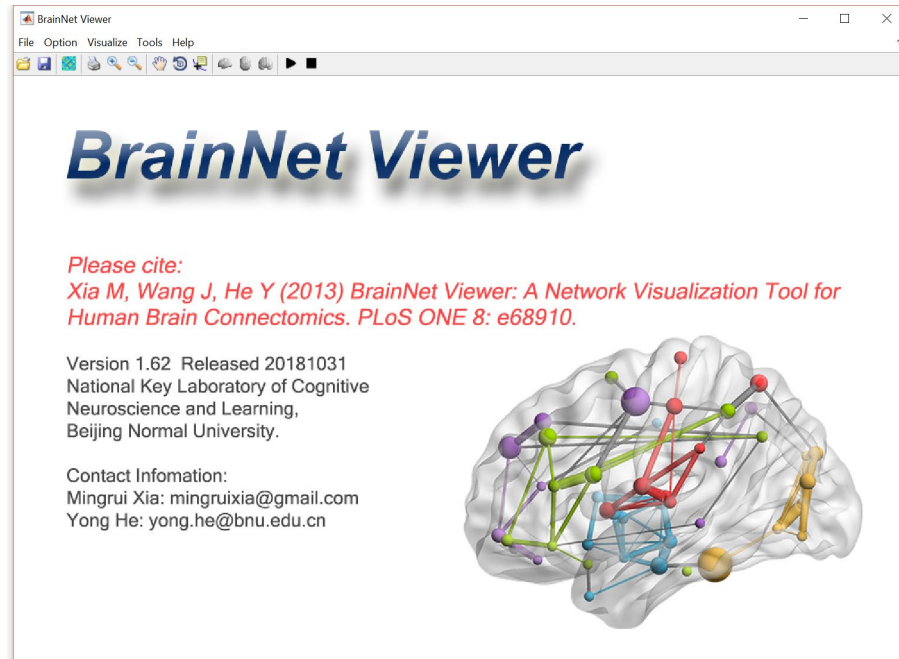 BrainNet Viewer
File Option Visualize Tools Help
BrainNet Viewer
Please cite:
Xia M, Wang J, He Y (2013) BrainNet Viewer: A Network Visualization Tool for
Human Brain Connectomics. PLoS ONE 8: e68910.
Version 1.62 Released 20181031
National Key Laboratory of Cognitive
Neuroscience and Learning,
Beijing Normal University.
Contact Infomation:
Mingrui Xia: mingruixia@gmail.com
Yong He: yong.he@bnu.edu.cn